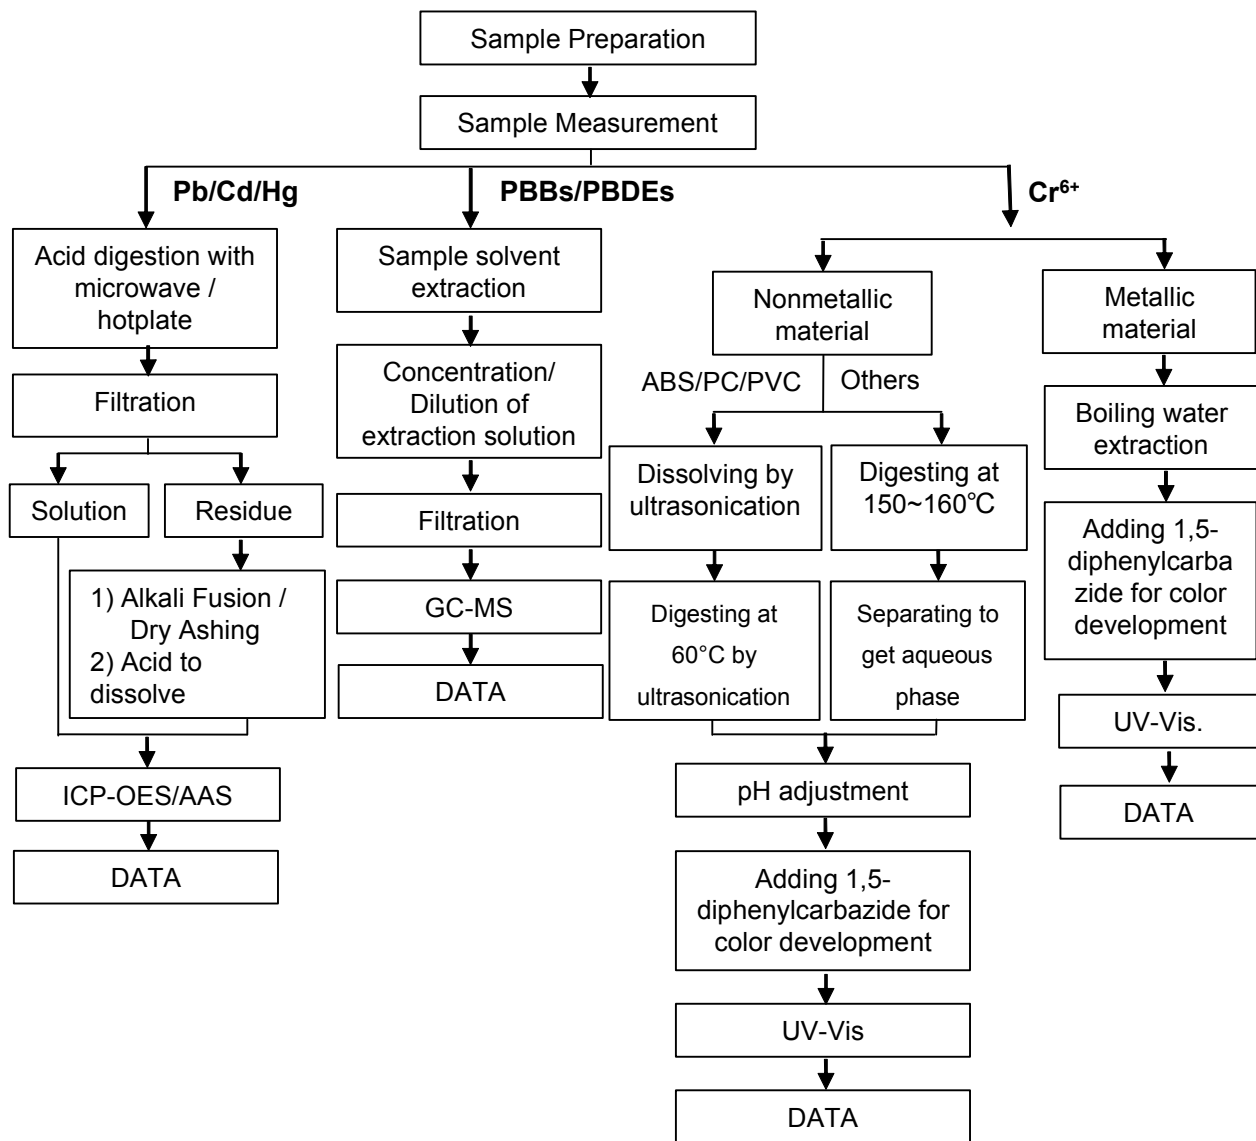 Sample Preparation
Sample Measurement
Pb/Cd/Hg
PBBs/PBDEs
Cr⁶⁺
Acid digestion with
microwave /
hotplate
Filtration
Solution
Residue
1) Alkali Fusion /
Dry Ashing
2) Acid to
dissolve
ICP-OES/AAS
DATA
Sample solvent
extraction
Concentration/
Dilution of
extraction solution
Filtration
GC-MS
DATA
Nonmetallic
material
ABS/PC/PVC
Others
Dissolving by
ultrasonication
Digesting at
60°C by
ultrasonication
Digesting at
150~160℃
Separating to
get aqueous
phase
pH adjustment
Adding 1,5-
diphenylcarbazide for
color development
UV-Vis
DATA
Metallic
material
Boiling water
extraction
Adding 1,5-
diphenylcarba
zide for color
development
UV-Vis.
DATA